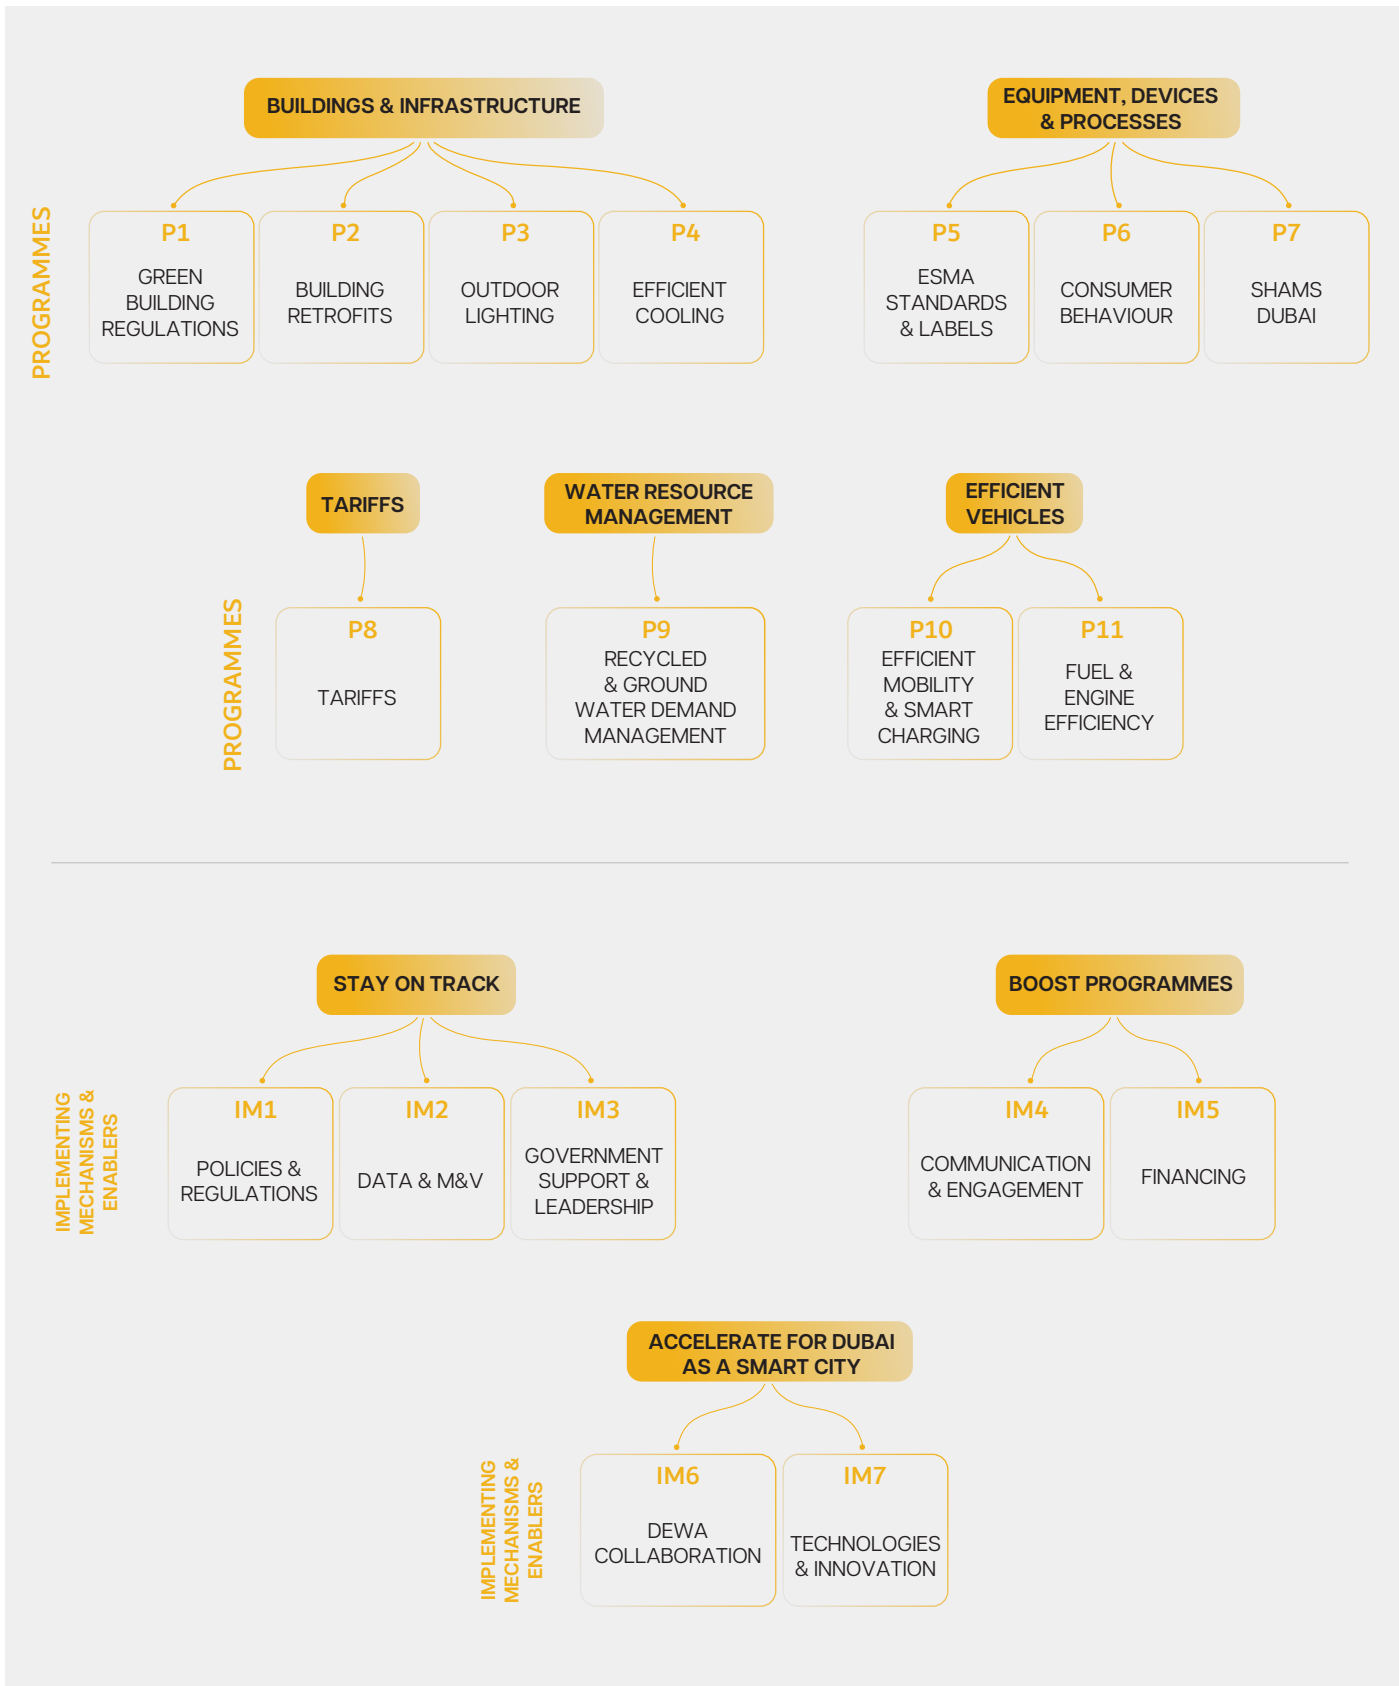 BUILDINGS & INFRASTRUCTURE
EQUIPMENT, DEVICES
& PROCESSES
PROGRAMMES
P1
GREEN
BUILDING
REGULATIONS
P2
BUILDING
RETROFITS
P3
OUTDOOR
LIGHTING
P4
EFFICIENT
COOLING
P5
ESMA
STANDARDS
& LABELS
P6
CONSUMER
BEHAVIOUR
P7
SHAMS
DUBAI
TARIFFS
WATER RESOURCE
MANAGEMENT
EFFICIENT
VEHICLES
PROGRAMMES
P8
TARIFFS
P9
RECYCLED
& GROUND
WATER DEMAND
MANAGEMENT
P10
EFFICIENT
MOBILITY
& SMART
CHARGING
P11
FUEL &
ENGINE
EFFICIENCY
STAY ON TRACK
BOOST PROGRAMMES
IMPLEMENTING
MECHANISMS &
ENABLERS
IM1
POLICIES &
REGULATIONS
IM2
DATA & M&V
IM3
GOVERNMENT
SUPPORT &
LEADERSHIP
IM4
COMMUNICATION
& ENGAGEMENT
IM5
FINANCING
ACCELERATE FOR DUBAI
AS A SMART CITY
IMPLEMENTING
MECHANISMS &
ENABLERS
IM6
DEWA
COLLABORATION
IM7
TECHNOLOGIES
& INNOVATION